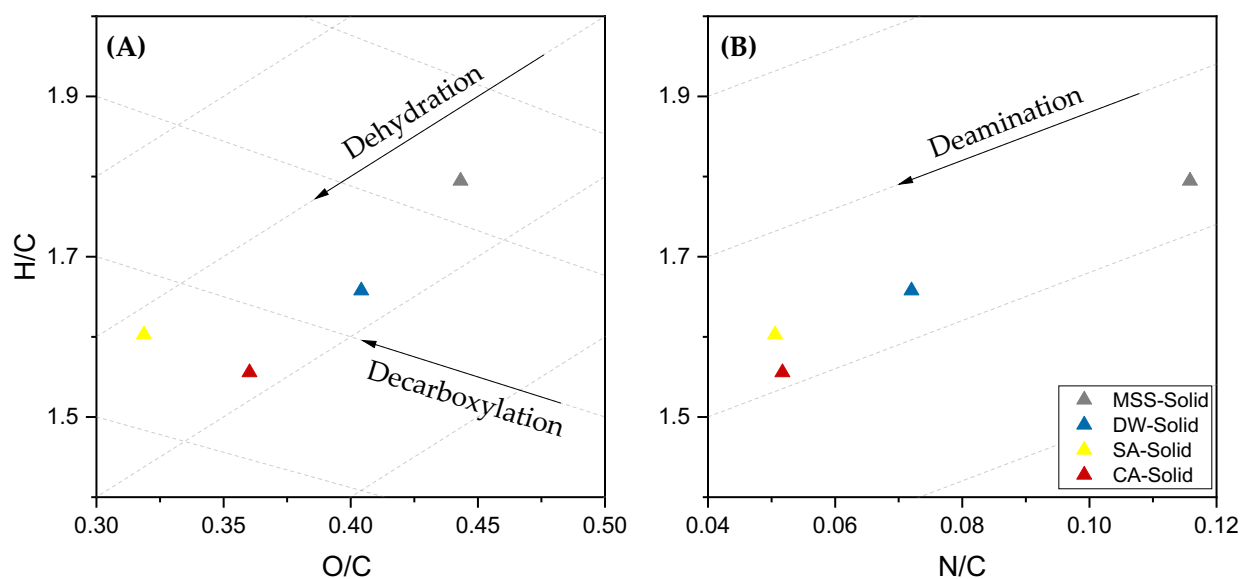 (A)
Dehydration
Decarboxylation
H/C
1.9
1.7
1.5
0.30
0.35
0.40
0.45
0.50
O/C
(B)
Deamination
1.9
1.7
1.5
MSS-Solid
DW-Solid
SA-Solid
CA-Solid
0.04
0.06
0.08
0.10
0.12
N/C